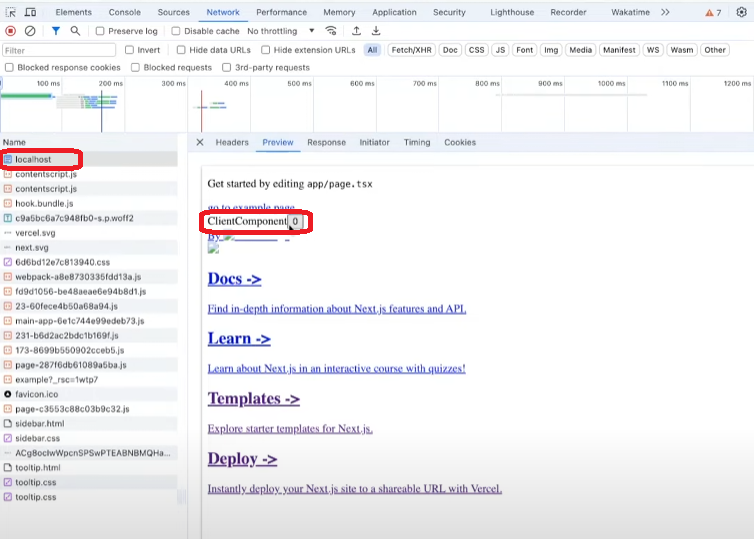 Elements Console Sources Network Performance Memory Application Security Lighthouse Recorder Wakatime 7
Preserve log Disable cache No throttling
Filter Invert Hide data URLs Hide extension URLs All Fetch/XHR Doc CSS JS Font Img Media Manifest WS Wasm Other
Blocked response cookies Blocked requests 3rd-party requests
100 ms 200 ms 300 ms 400 ms 500 ms 600 ms 700 ms 800 ms 900 ms 1000 ms 1100 ms 1200 ms
Name Headers Preview Response Initiator Timing Cookies
localhost
contentscript.js
contentscript.js
hook.bundle.js
c9a5bc6a7c948fb0-s.p.woff2
vercel.svg
next.svg
6d6bd12e7c813940.css
webpack-a8e8730335fdd13a.js
fd9d1056-be48aeae6e94b8d1.js
23-60fece4b50a68a94.js
main-app-6e1c744e99edeb73.js
231-b6d2ac2bdc1b169f.js
173-8699b550902cceb5.js
page-287f6db61089a5ba.js
example?_rsc=1wtp7
favicon.ico
page-c3553c88c03b9c32.js
sidebar.html
sidebar.css
tooltip.html
tooltip.css
tooltip.css
Get started by editing app/page.tsx
go to example page
ClientComponent 0
By
Docs ->
Find in-depth information about Next.js features and API.
Learn ->
Learn about Next.js in an interactive course with quizzes!
Templates ->
Explore starter templates for Next.js.
Deploy ->
Instantly deploy your Next.js site to a shareable URL with Vercel.